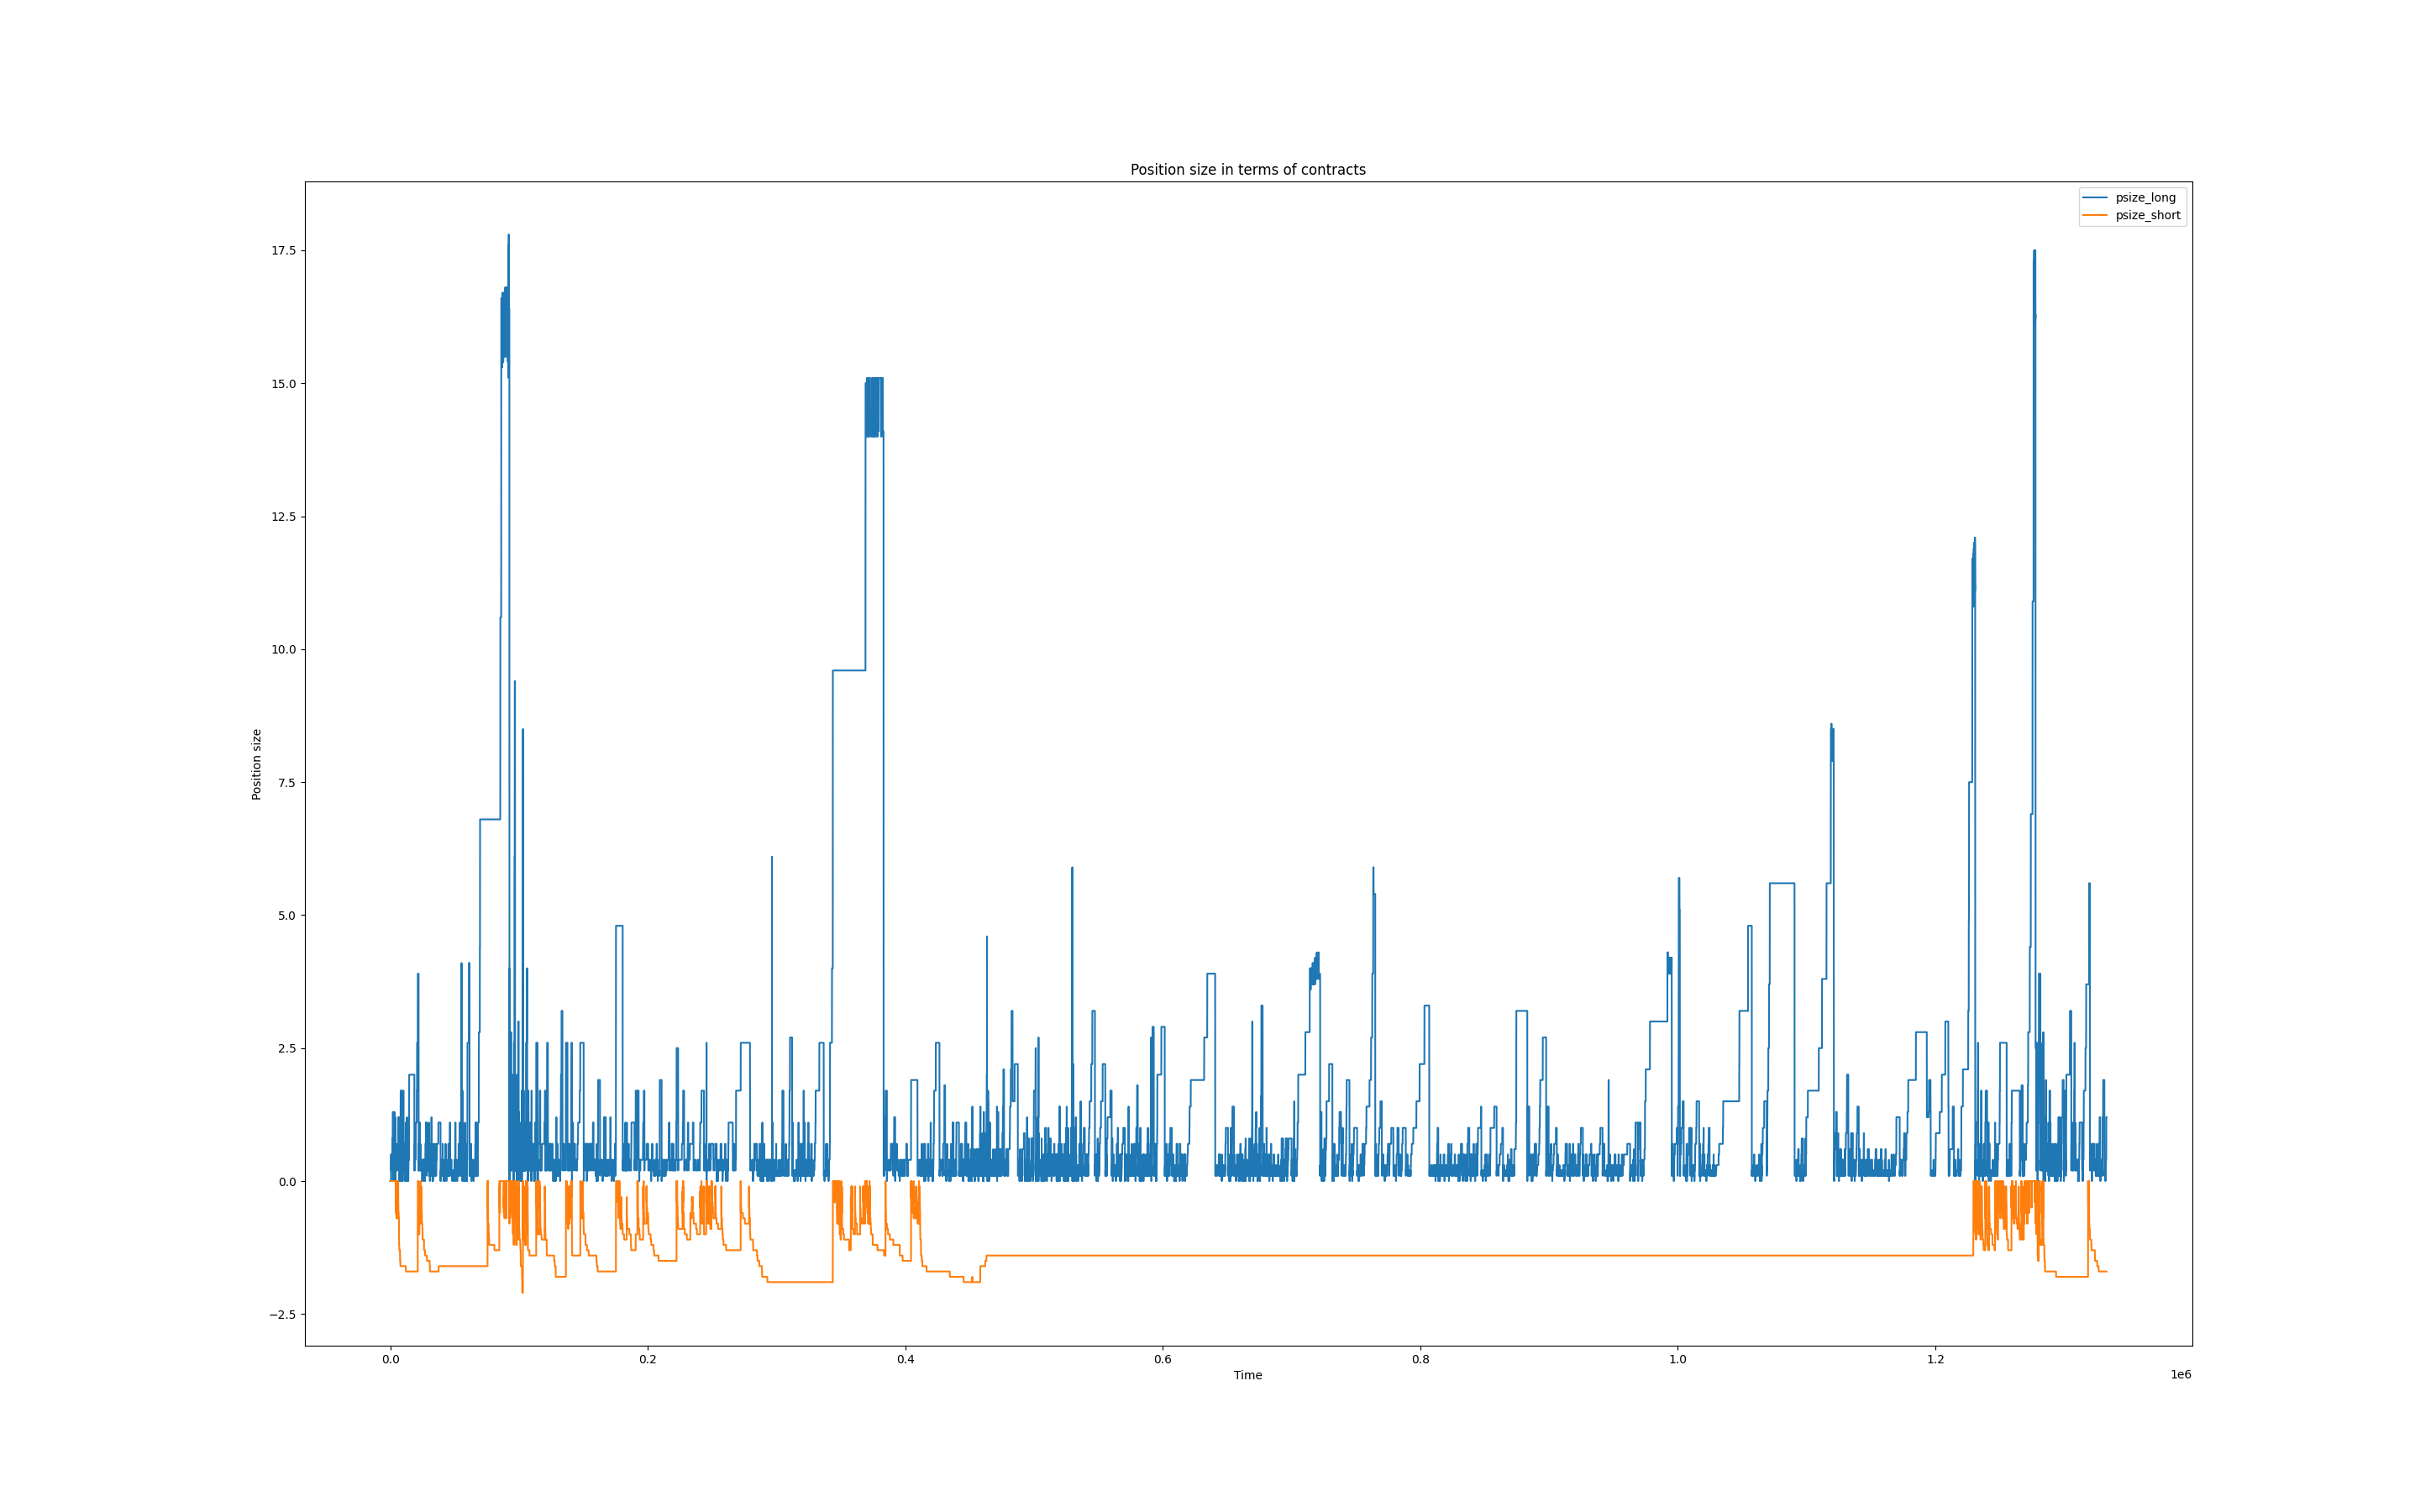 Position size in terms of contracts
psize_long
psize_short
17.5
15.0
12.5
10.0
7.5
5.0
2.5
0.0
−2.5
Position size
0.0 0.2 0.4 0.6 0.8 1.0 1.2
Time
1e6